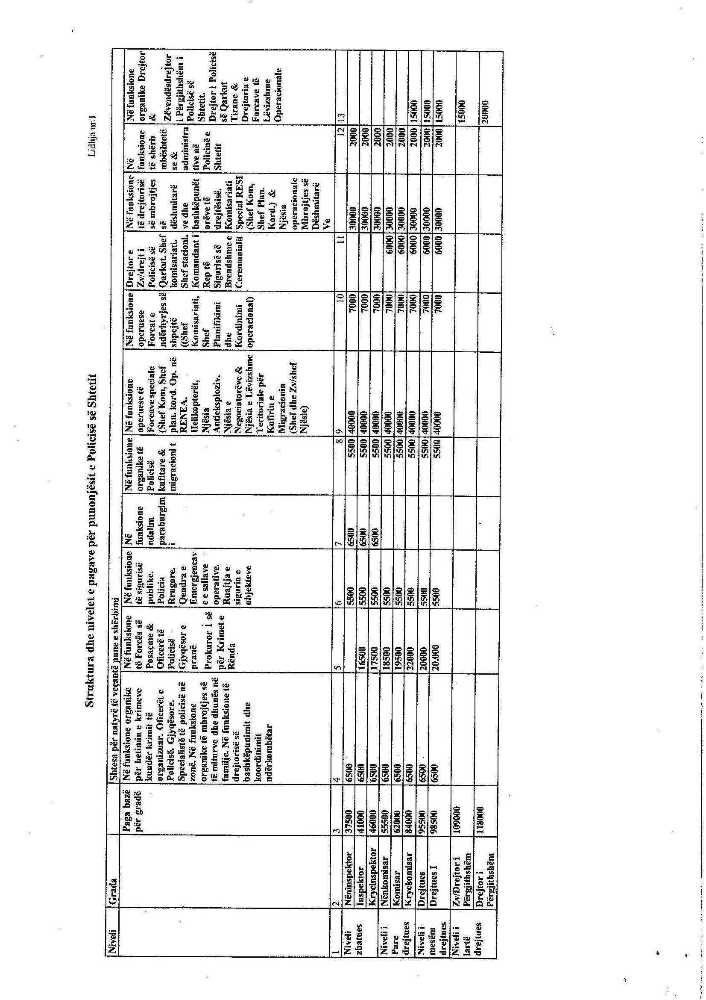 Lidhja nr.1
Struktura dhe nivelet e pagave për punonjësit e Policisë së Shtetit
Niveli
Grada
Shtesa për natyrë të veçantë pune e shërbimi
Paga bazë
për gradë
Në funksione organike
për hetimin e krimeve
kundër krimit të
organizuar. Oficerët e
Policisë. Gjyqësore.
Specialistë të policisë në
zonë. Në funksione
organike të mbrojtjes së
të miturve dhe dhunës në
familje. Në funksione të
drejtorisë së
bashkëpunimit dhe
koordinimit
ndërkombëtar
Në funksione
të Forcës së
Posaçme &
Oficerë të
Policisë
Gjyqësor e
pranë
Prokuror i së
për Krimet e
Rënda
Në funksione
të sigurisë
publike.
Policia
Rrugore.
Qendra e
Emergjencav
e e sallave
operative.
Ruajtja e
siguria e
objekteve
Në
funksione
ndalim
paraburgim
i
Në funksione
organike të
Policisë
kufitare &
migracioni t
Në funksione
operuese të
Forcave speciale
(Shef Kom, Shef
plan. kord. Op. në
RENEA.
Helikopterët,
Njësia
Antieksploziv.
Njësia e
Negociatorëve &
Njësia e Lëvizshme
Teritoriale për
Kufirin e
Migracionin
(Shef dhe Zv/shef
Njësie)
Në funksione
operuese
Forcat e
ndërhyrjes së
shpejtë
((Shef
Komisariati,
Shef
Planifikimi
dhe
Kordinimi
operacional)
Drejtor e
Zv/drejt i
Policisë së
Qarkut. Shef
komisariati.
Shef stacioni.
Komandant i
Rep të
Sigurisë së
Brendshme e
Ceremonialit
Në funksione
të drejtorisë
së mbrojtjes
së
dëshmitarë
ve dhe
bashkëpunët
orëve të
drejtësisë.
Komisariati
Special RESI
(Shef Kom,
Shef Plan.
Kord.) &
Njësia
operacionale
Mbrojtjes së
Dëshmitarë
Ve
Në
funksione
të shërb
mbështetë
se &
administra
tive në
Policinë e
Shtetit
Në funksione
organike Drejtor
&
Zëvendësdrejtor
i Përgjithshëm i
Policisë së
Shtetit.
Drejtor i Policisë
së Qarkut
Tirane &
Drejtoria e
Forcave të
Lëvizshme
Operacionale
1 2 3 4 5 6 7 8 9 10 11 12 13
Niveli
zbatues
Nëninspektor 37500 6500 5500 6500 5500 40000 7000 30000 2000
Inspektor 41000 6500 16500 5500 6500 5500 40000 7000 30000 2000
Kryeinspektor 46000 6500 17500 5500 6500 5500 40000 7000 30000 2000
Niveli i
Pare
drejtues
Nënkomisar 55500 6500 18500 5500 5500 40000 7000 6000 30000 2000
Komisar 62000 6500 19500 5500 5500 40000 7000 6000 30000 2000
Kryekomisar 84000 6500 22000 5500 5500 40000 7000 6000 30000 2000 15000
Niveli i
mesëm
drejtues
Drejtues 95500 6500 20000 5500 5500 40000 7000 6000 30000 2000 15000
Drejtues I 98500 6500 20.000 5500 5500 40000 7000 6000 30000 2000 15000
Niveli i
lartë
drejtues
Zv/Drejtor i
Përgjithshëm
109000 15000
Drejtor i
Përgjithshëm
118000 20000